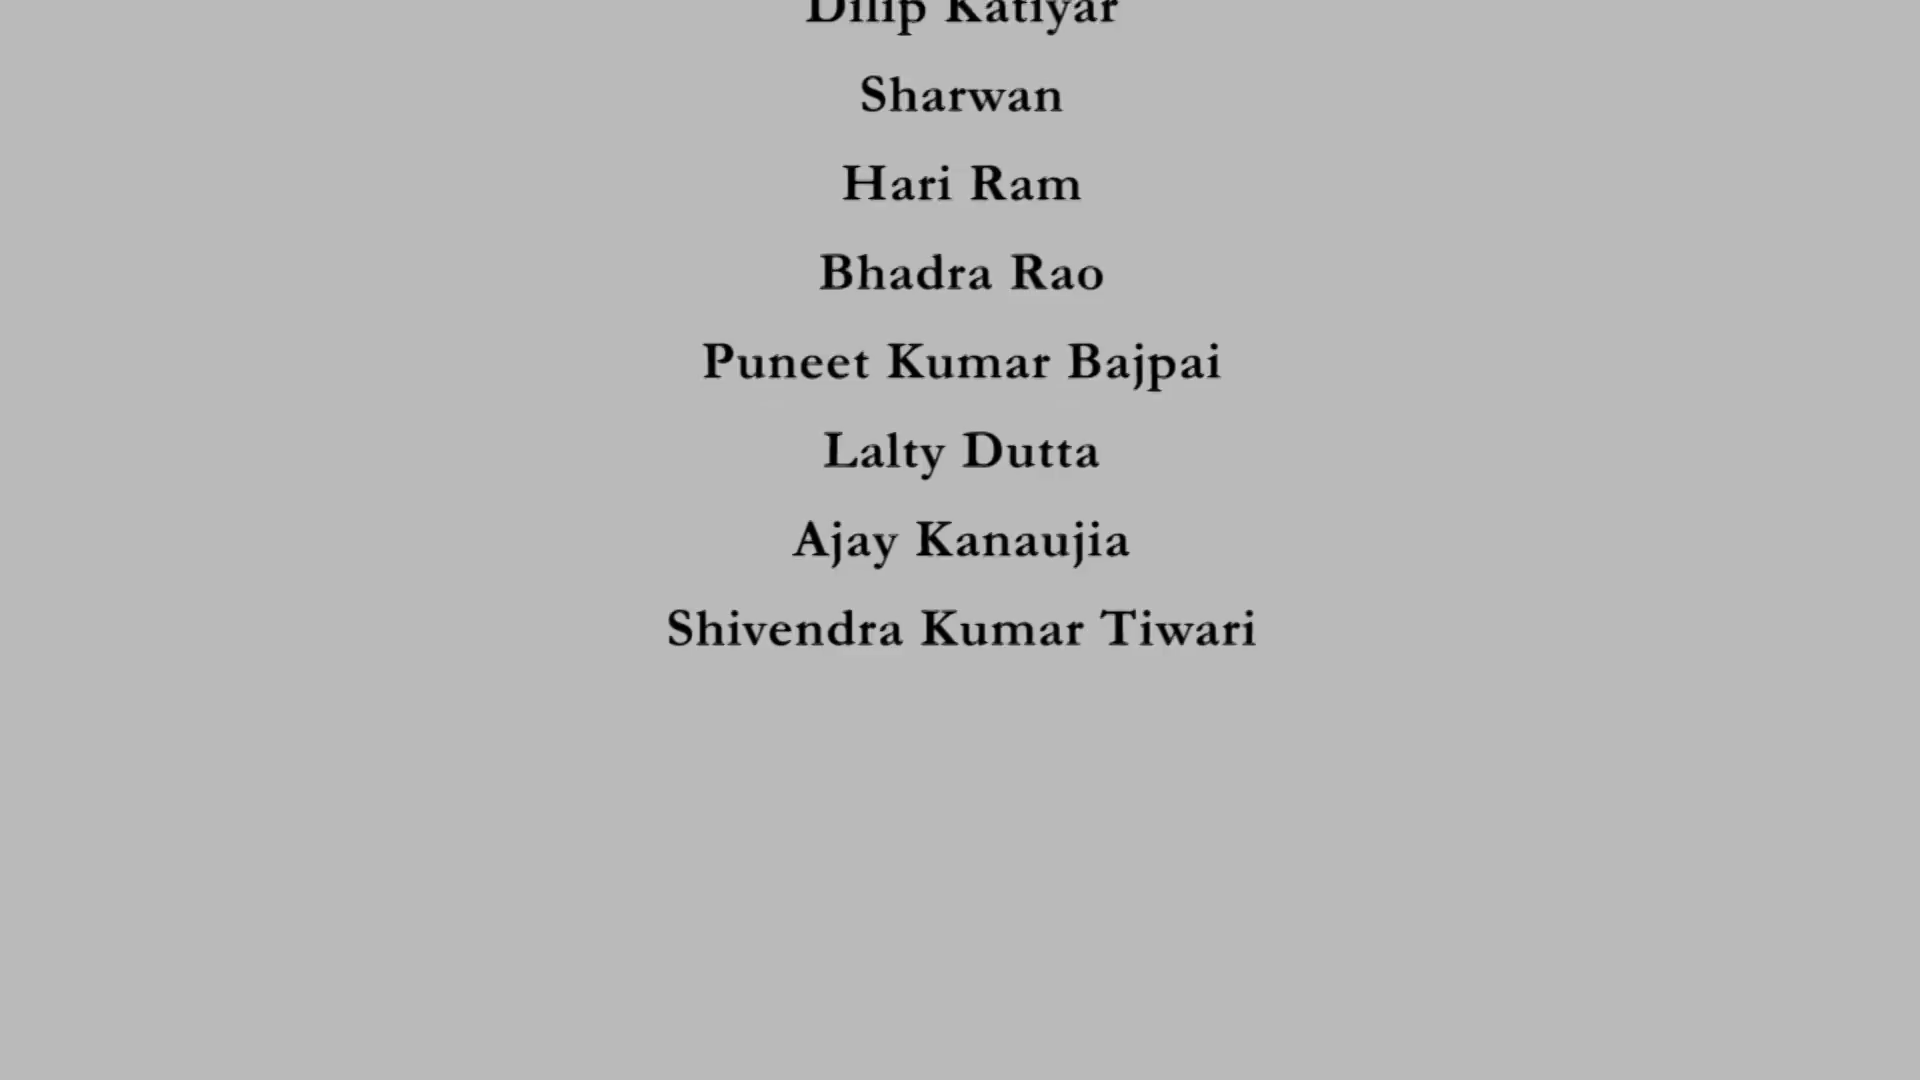 Dilip Katiyar
Sharwan
Hari Ram
Bhadra Rao
Puneet Kumar Bajpai
Lalty Dutta
Ajay Kanaujia
Shivendra Kumar Tiwari